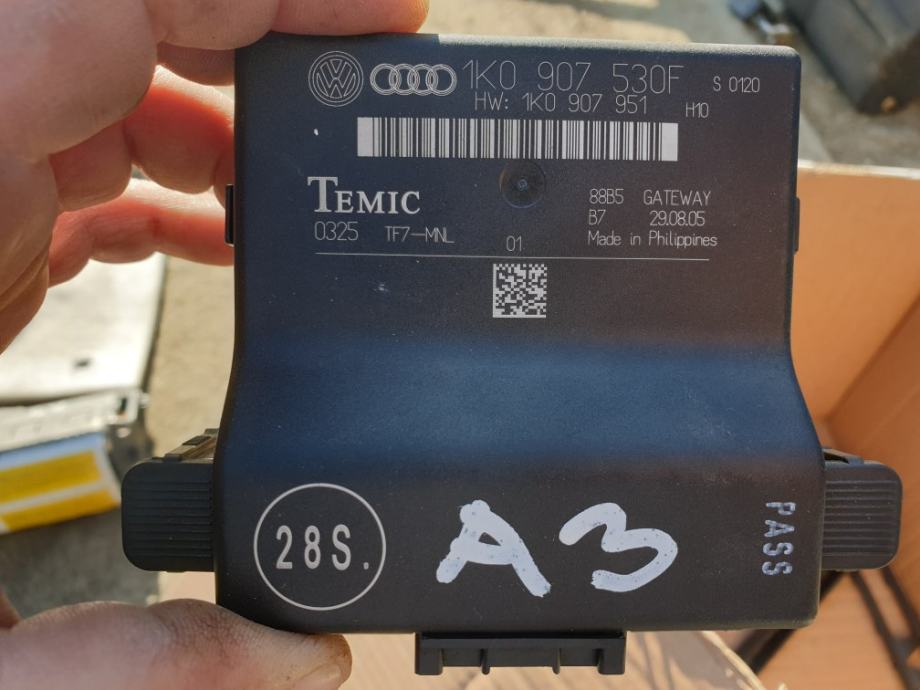 1K0 907 530F S 0120
HW: 1K0 907 951 H10
TEMIC
0325 TF7-MNL
01
88B5 GATEWAY
B7 29.08.05
Made in Philippines
28S.
A3
PASS